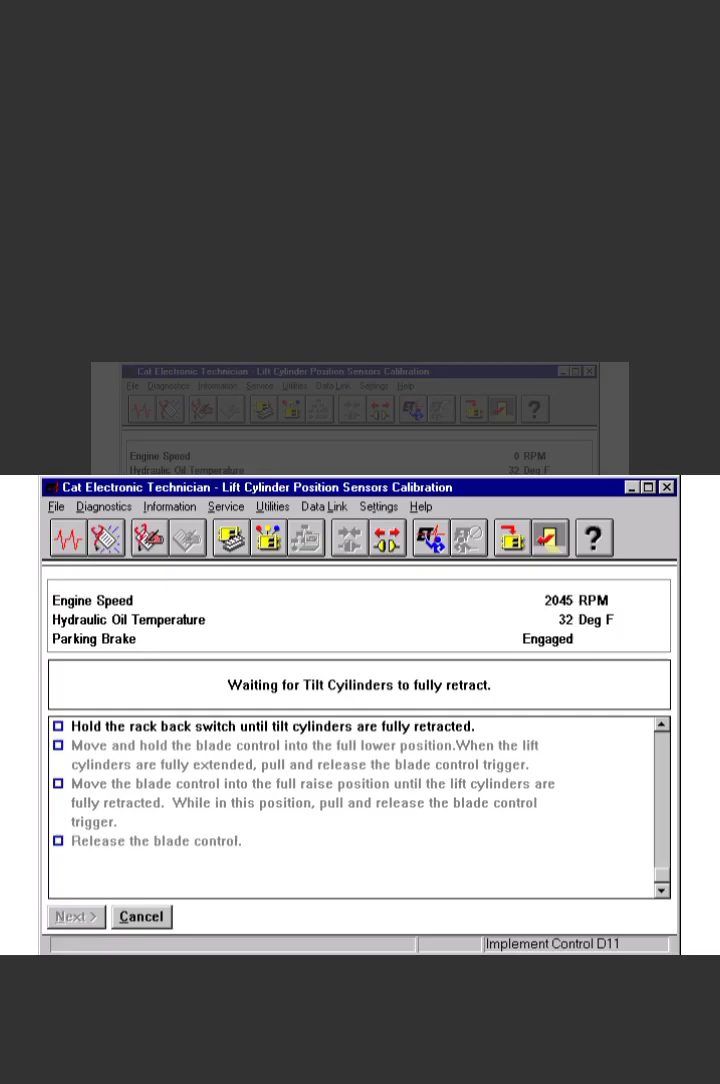 Cat Electronic Technician - Lift Cylinder Position Sensors Calibration
File Diagnostics Information Service Utilities Data Link Settings Help
Engine Speed 0 RPM
Hydraulic Oil Temperature 32 Deg F
Cat Electronic Technician - Lift Cylinder Position Sensors Calibration
File Diagnostics Information Service Utilities Data Link Settings Help
ET
?
Engine Speed 2045 RPM
Hydraulic Oil Temperature 32 Deg F
Parking Brake Engaged
Waiting for Tilt Cyilinders to fully retract.
Hold the rack back switch until tilt cylinders are fully retracted.
Move and hold the blade control into the full lower position.When the lift
cylinders are fully extended, pull and release the blade control trigger.
Move the blade control into the full raise position until the lift cylinders are
fully retracted. While in this position, pull and release the blade control
trigger.
Release the blade control.
Next > Cancel
Implement Control D11